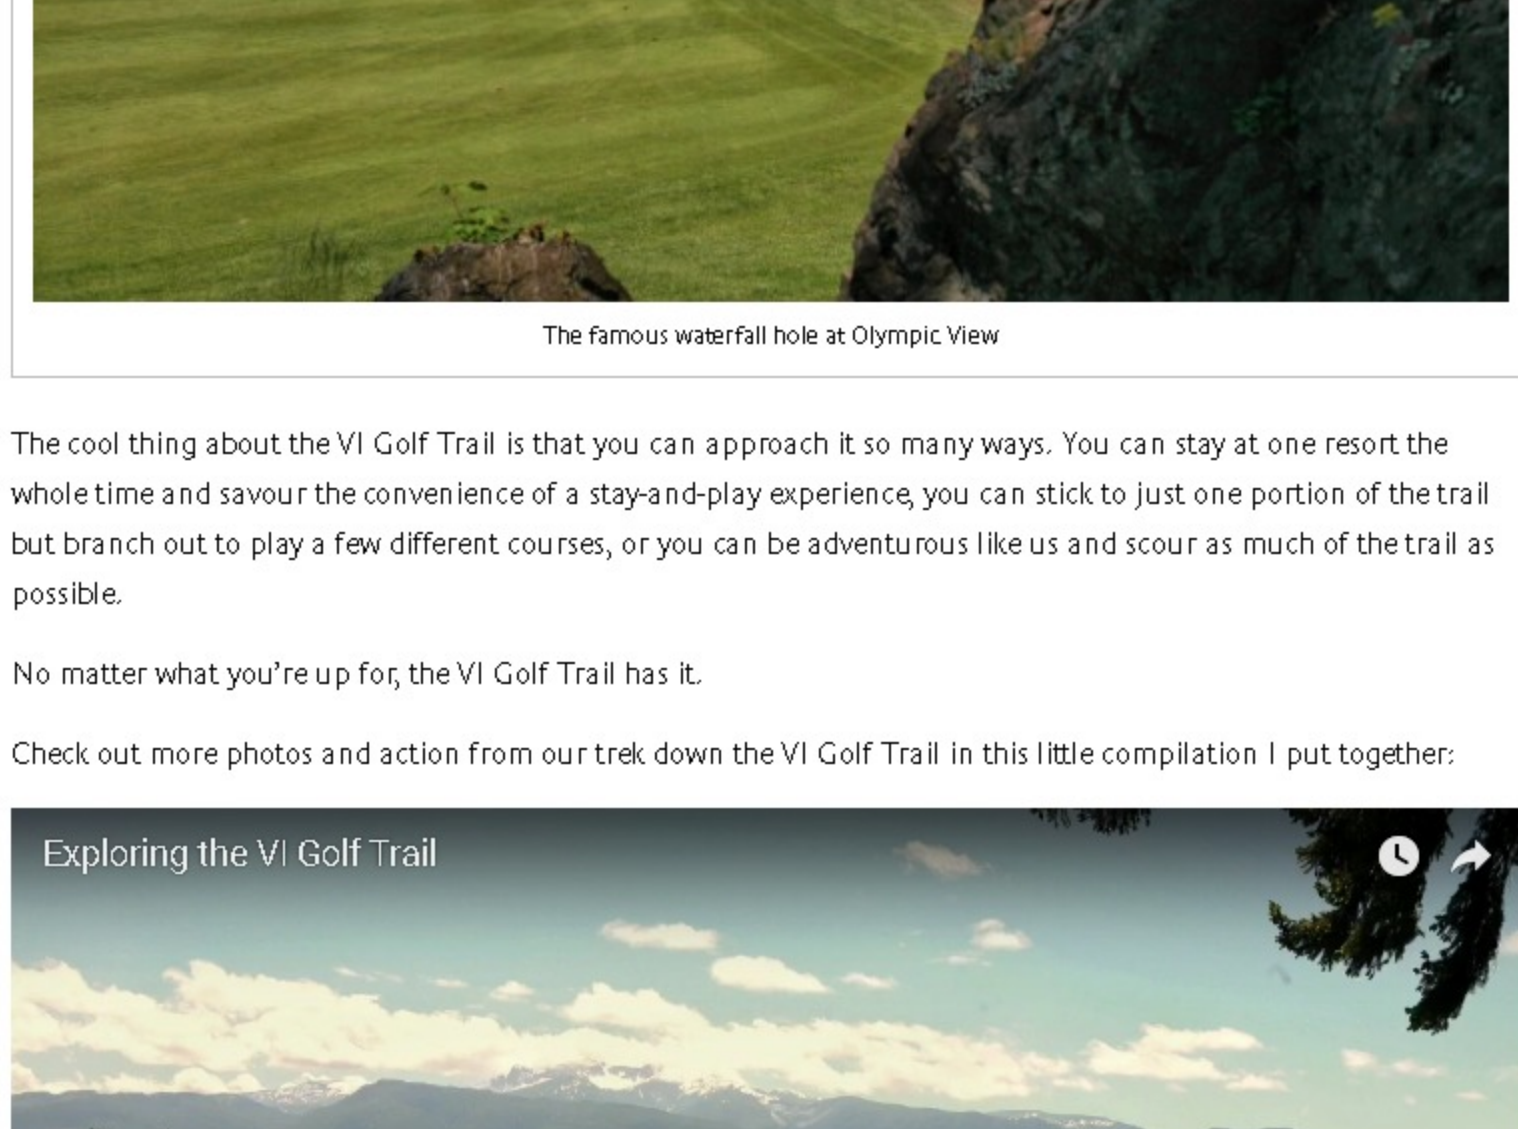 The famous waterfall hole at Olympic View
The cool thing about the VI Golf Trail is that you can approach it so many ways. You can stay at one resort the
whole time and savour the convenience of a stay-and-play experience, you can stick to just one portion of the trail
but branch out to play a few different courses, or you can be adventurous like us and scour as much of the trail as
possible.
No matter what you’re up for, the VI Golf Trail has it.
Check out more photos and action from our trek down the VI Golf Trail in this little compilation I put together:
Exploring the VI Golf Trail